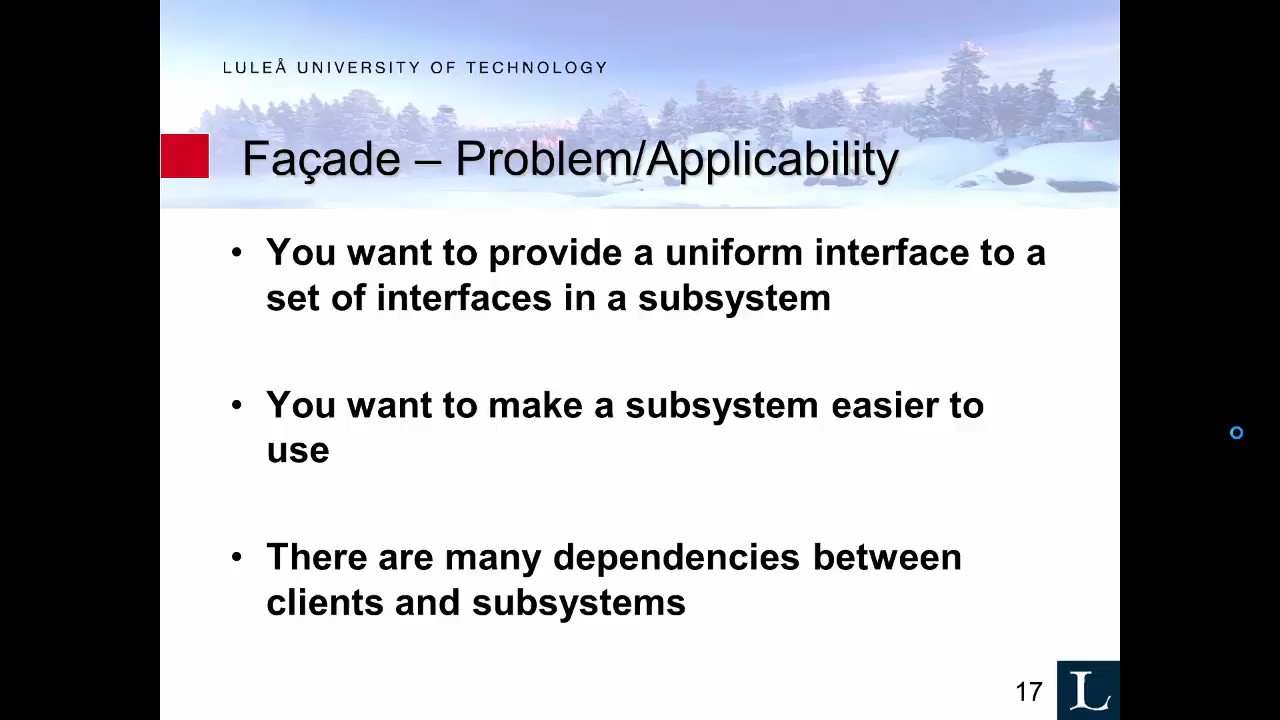 LULEÅ UNIVERSITY OF TECHNOLOGY
Façade – Problem/Applicability
• You want to provide a uniform interface to a
set of interfaces in a subsystem
• You want to make a subsystem easier to
use
• There are many dependencies between
clients and subsystems
17
L